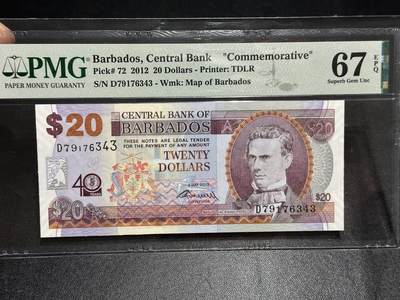 PMG
PAPER MONEY GUARANTY
Barbados, Central Bank "Commemorative"
Pick# 72 2012 20 Dollars - Printer: TDLR
S/N D79176343 - Wmk: Map of Barbados
67 EPQ
Superb Gem Unc
$20
CENTRAL BANK OF
BARBADOS
$20
D79176343
THESE NOTES ARE LEGAL TENDER
FOR THE PAYMENT OF ANY AMOUNT
TWENTY
DOLLARS
40
$20
D79176343
$20